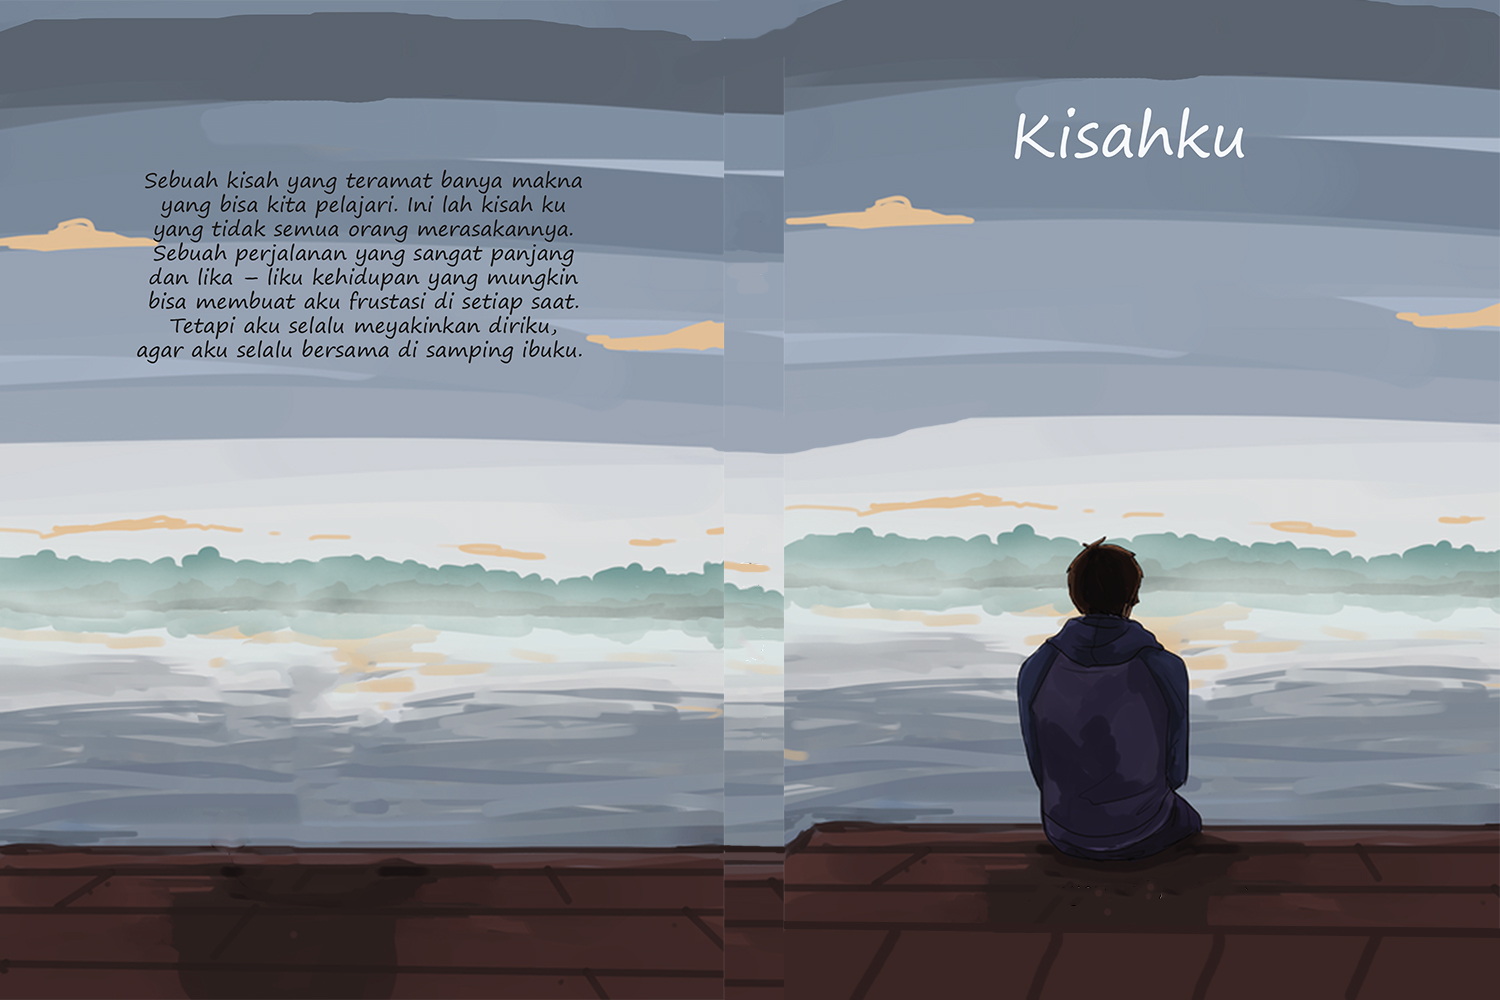 Sebuah kisah yang teramat banya makna
yang bisa kita pelajari. Ini lah kisah ku
yang tidak semua orang merasakannya.
Sebuah perjalanan yang sangat panjang
dan lika – liku kehidupan yang mungkin
bisa membuat aku frustasi di setiap saat.
Tetapi aku selalu meyakinkan diriku,
agar aku selalu bersama di samping ibuku.
Kisahku